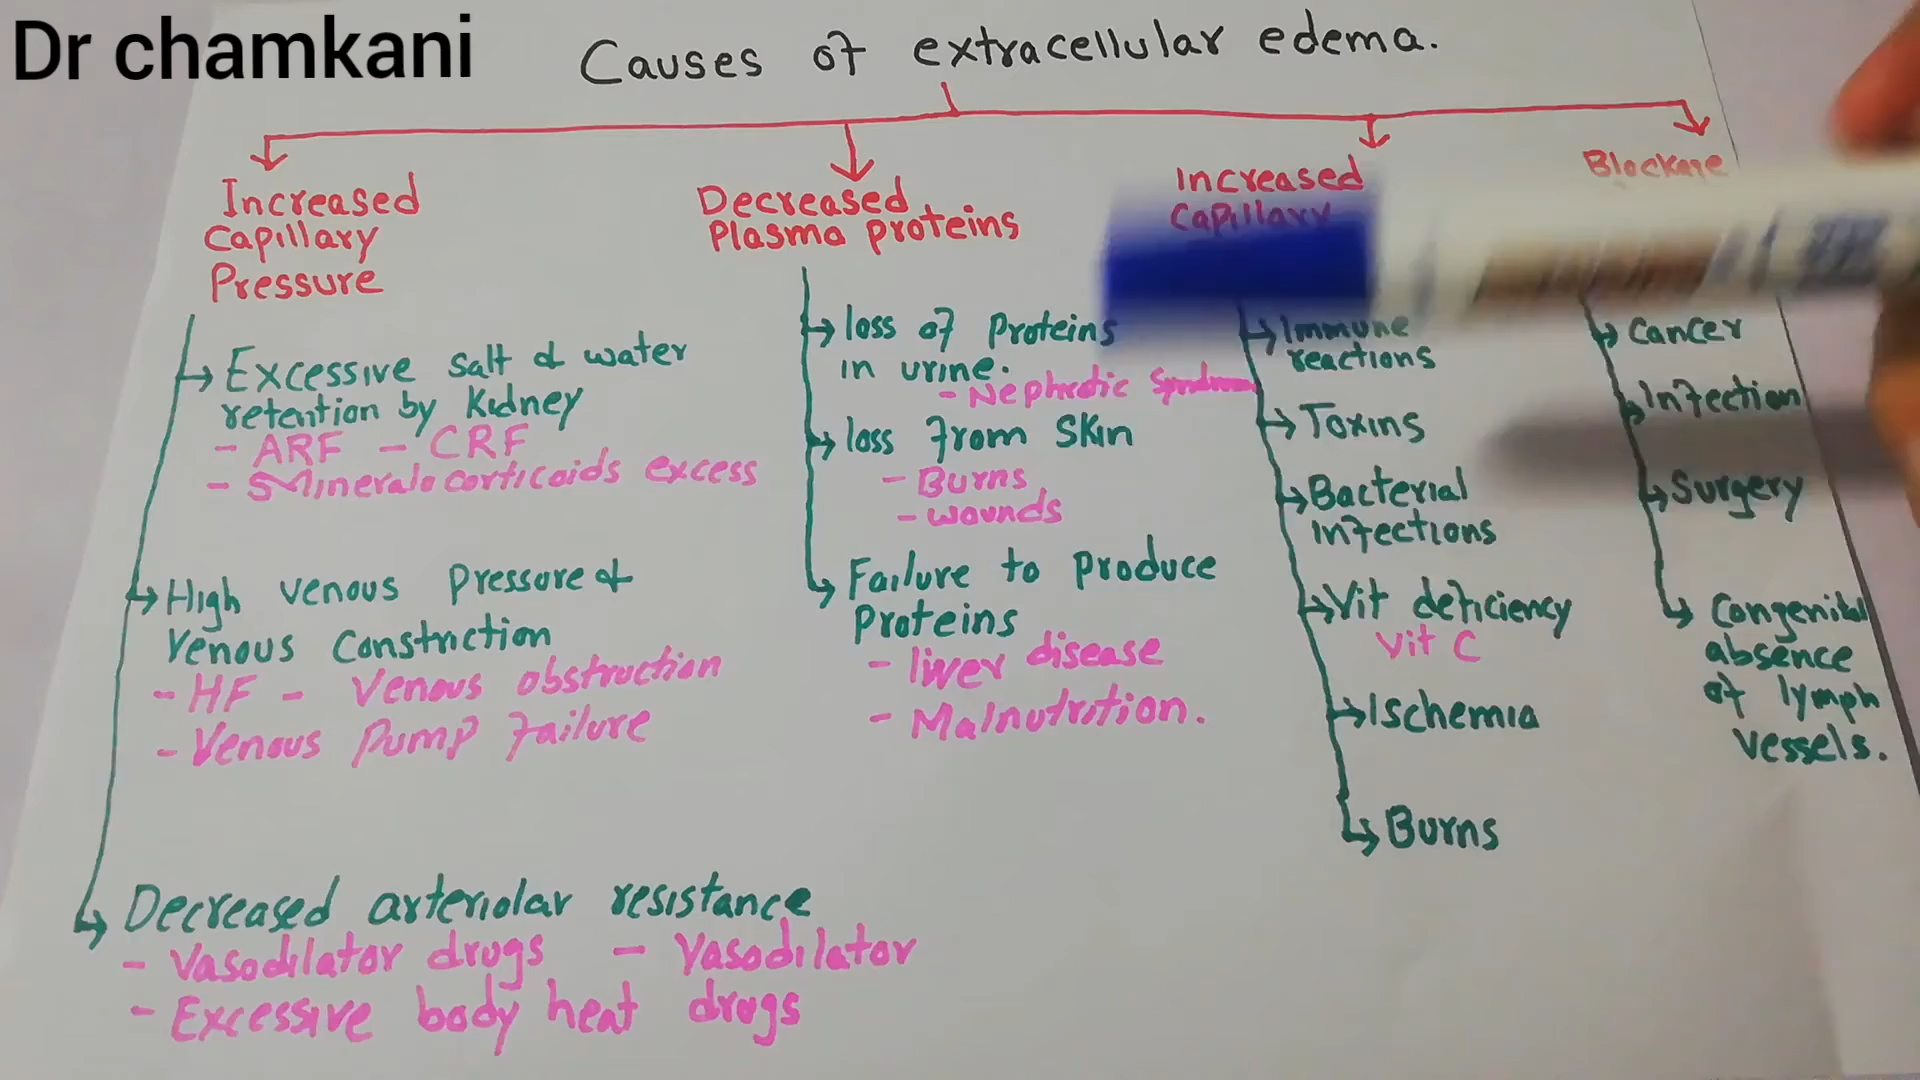 Dr chamkani
Causes of extracellular edema.
Increased
Capillary
Pressure
Excessive salt & water
retention by Kidney
- ARF - CRF
- Mineralocorticoids excess
High venous pressure &
Venous Constriction
- HF - Venous obstruction
- Venous Pump Failure
Decreased arteriolar resistance
- Vasodilator drugs - Vasodilator
- Excessive body heat drugs
Decreased
Plasma proteins
loss of Proteins
in urine.
- Nephrotic Syndrome
loss from Skin
- Burns
- wounds
Failure to produce
Proteins
- liver disease
- Malnutrition.
Increased
Capillary
Immune
reactions
Toxins
Bacterial
Infections
Vit deficiency
Vit C
Ischemia
Burns
Blockage
Cancer
Infection
Surgery
Congenital
absence
of lymph
vessels.